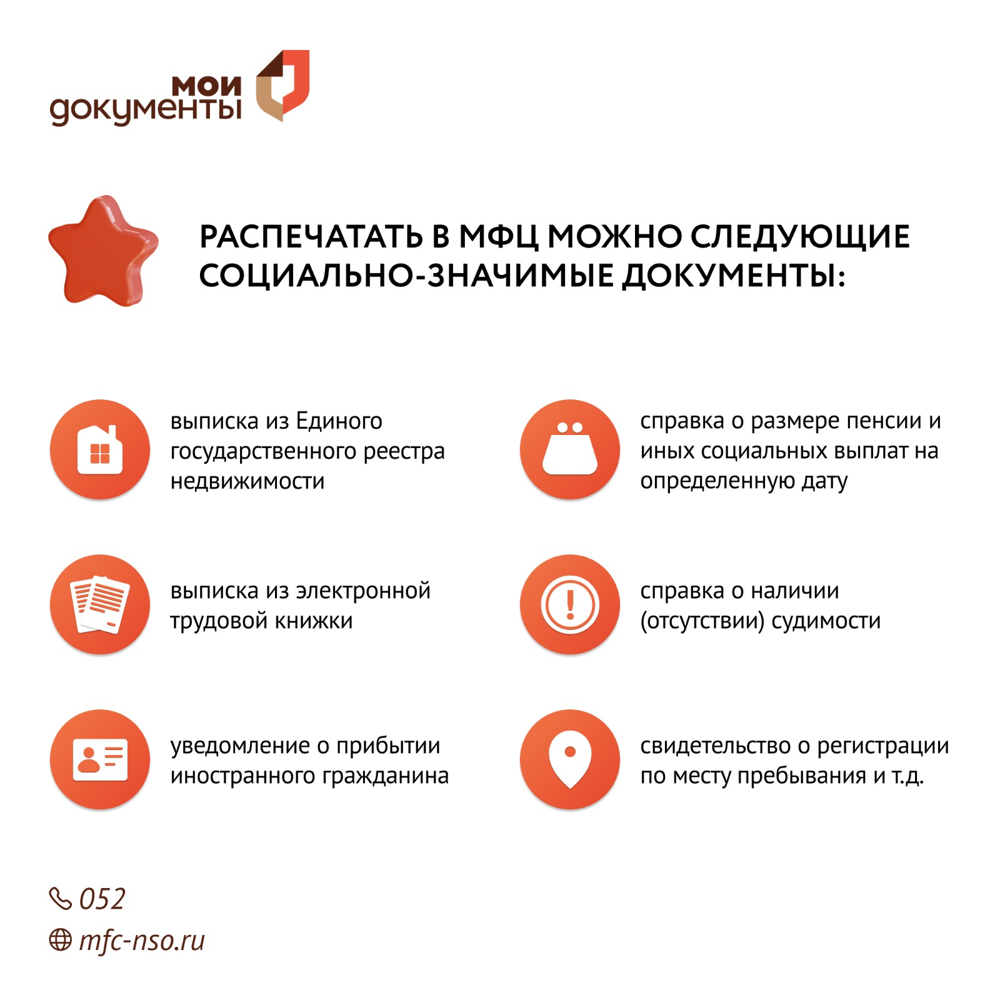 мои
документы
РАСПЕЧАТАТЬ В МФЦ МОЖНО СЛЕДУЮЩИЕ
СОЦИАЛЬНО-ЗНАЧИМЫЕ ДОКУМЕНТЫ:
выписка из Единого
государственного реестра
недвижимости
справка о размере пенсии и
иных социальных выплат на
определенную дату
выписка из электронной
трудовой книжки
справка о наличии
(отсутствии) судимости
уведомление о прибытии
иностранного гражданина
свидетельство о регистрации
по месту пребывания и т.д.
052
mfc-nso.ru